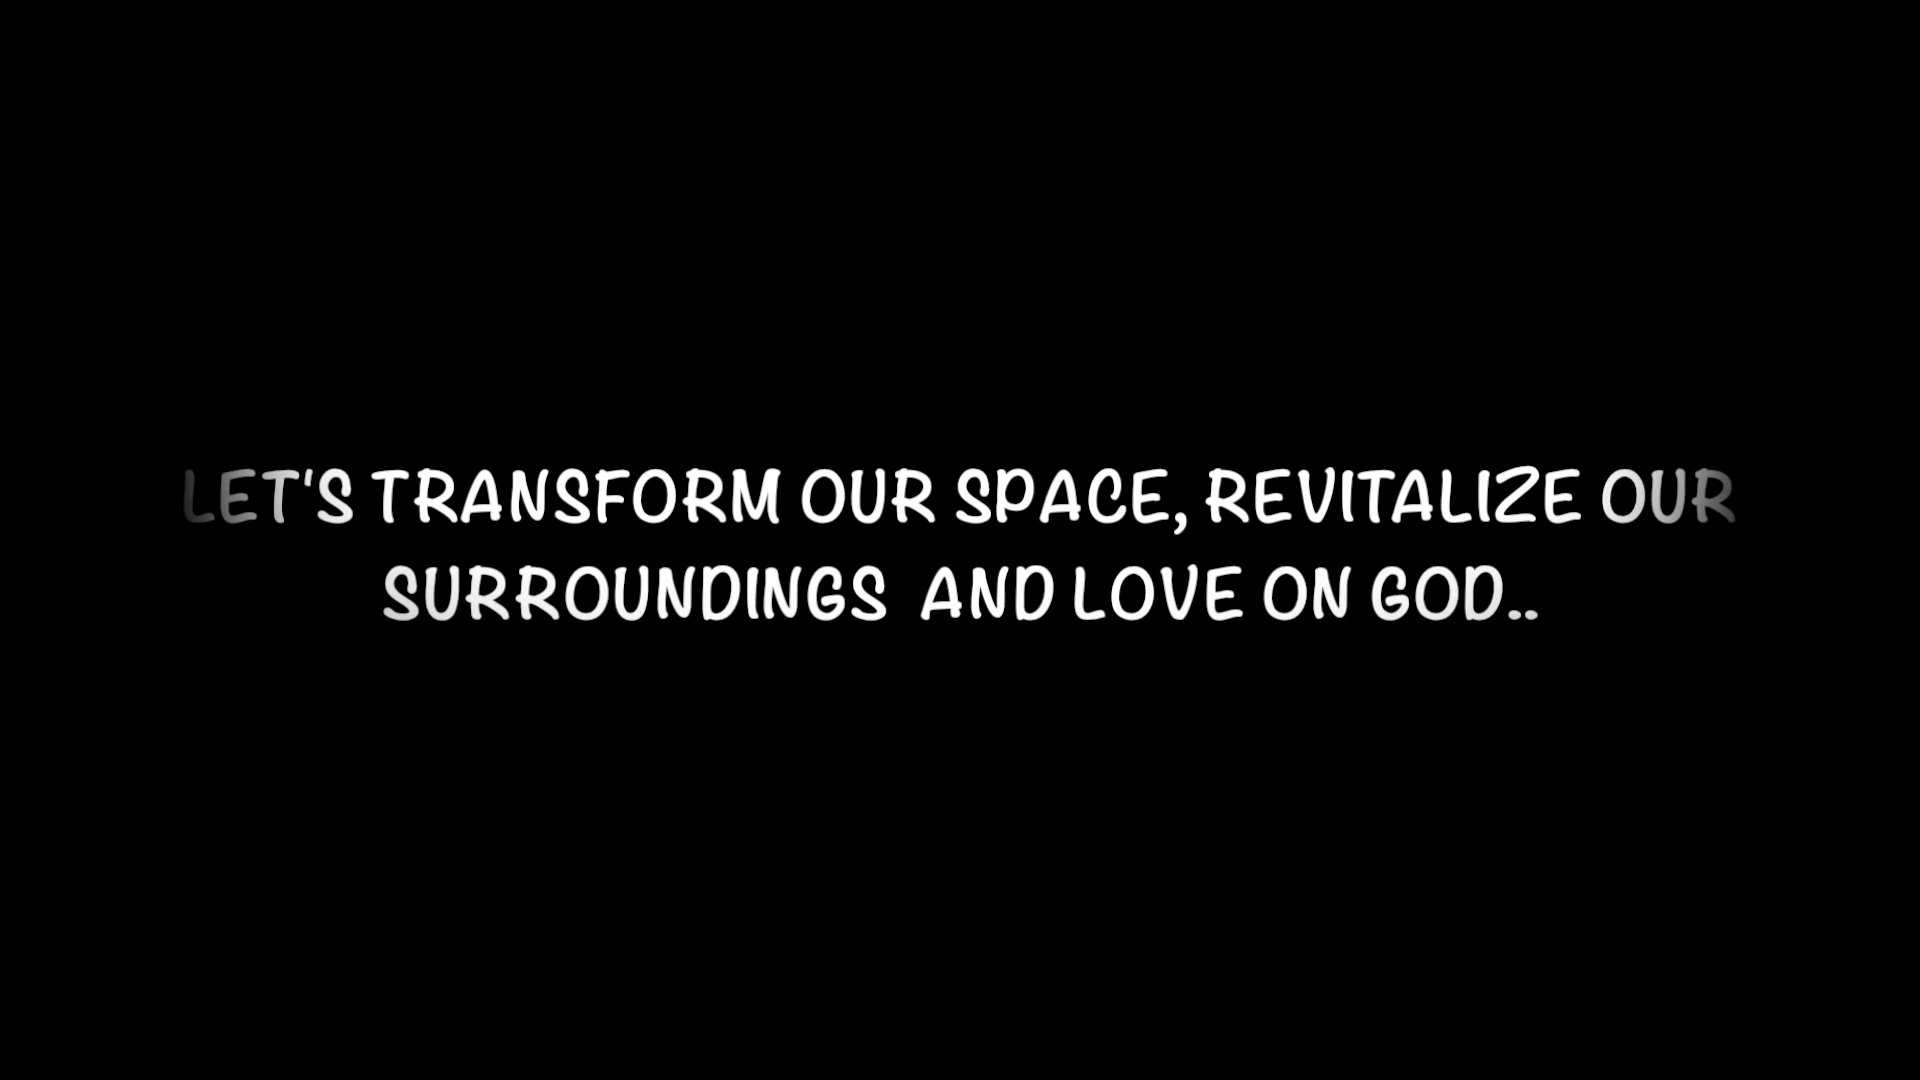 LET'S TRANSFORM OUR SPACE, REVITALIZE OUR
SURROUNDINGS  AND LOVE ON GOD..